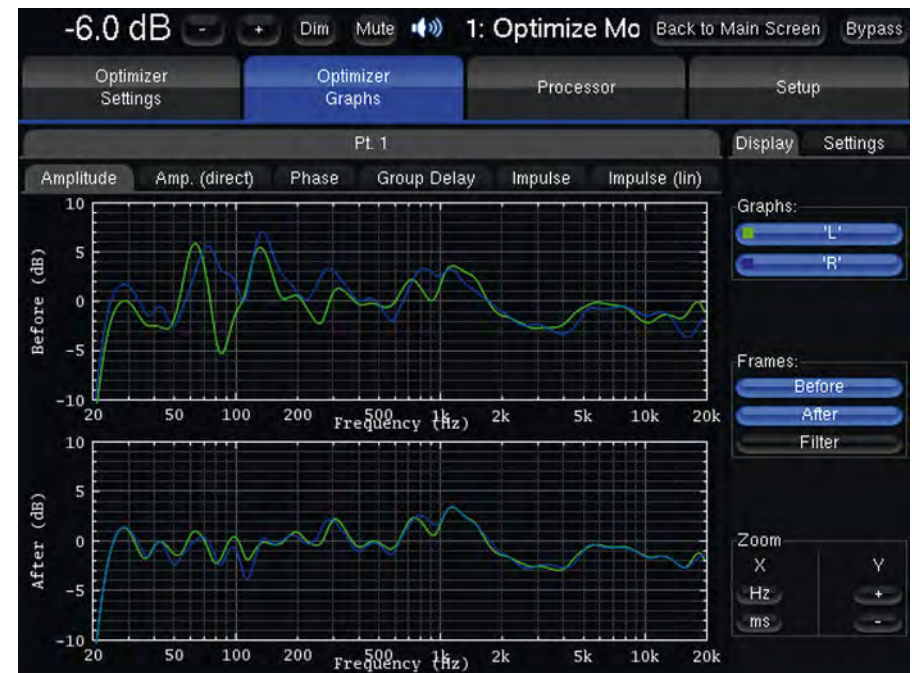 -6.0 dB - + Dim Mute 1: Optimize Mo Back to Main Screen Bypass
Optimizer Settings
Optimizer Graphs
Processor
Setup
Pt. 1
Display Settings
Amplitude Amp. (direct) Phase Group Delay Impulse Impulse (lin)
Graphs:
'L'
'R'
Frames:
Before
After
Filter
Zoom
X Y
Hz +
ms -
Before (dB)
10
5
0
-5
-10
20 50 100 200 500 1k 2k 5k 10k 20k
Frequency (Hz)
After (dB)
10
5
0
-5
-10
20 50 100 200 500 1k 2k 5k 10k 20k
Frequency (Hz)